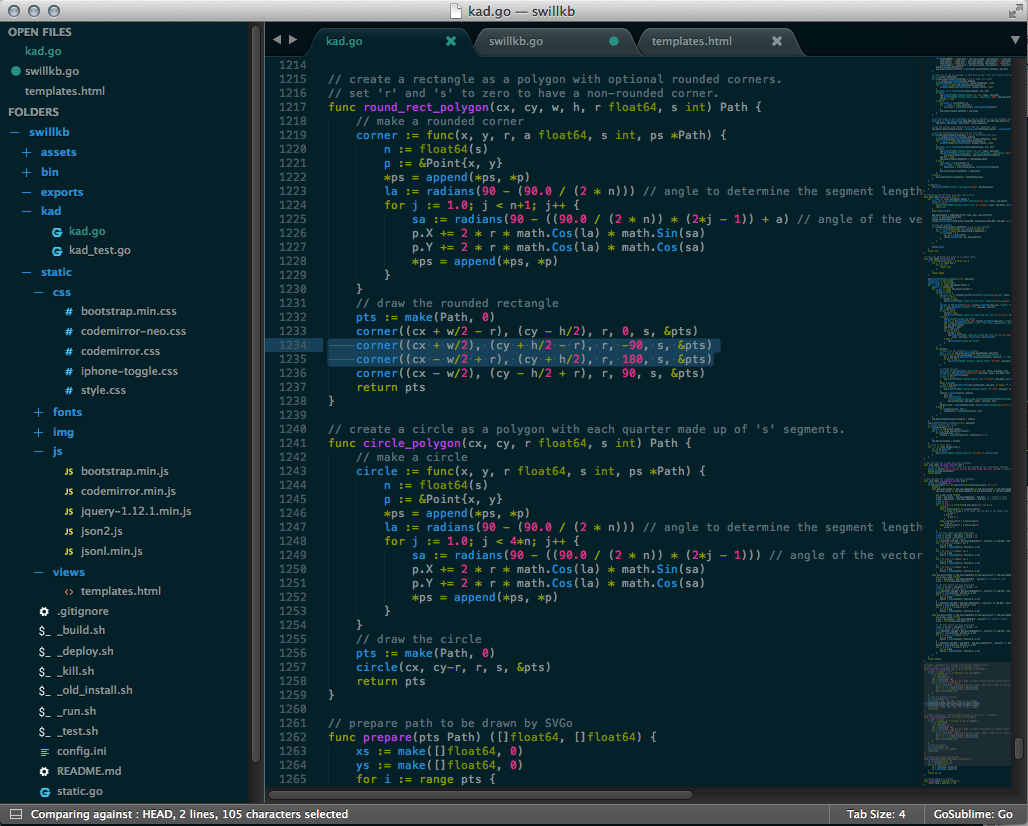 kad.go — swillkb
OPEN FILES
kad.go
swillkb.go
templates.html
FOLDERS
swillkb
assets
bin
exports
kad
kad.go
kad_test.go
static
css
bootstrap.min.css
codemirror-neo.css
codemirror.css
iphone-toggle.css
style.css
fonts
img
js
bootstrap.min.js
codemirror.min.js
jquery-1.12.1.min.js
json2.js
jsonl.min.js
views
templates.html
.gitignore
_build.sh
_deploy.sh
_kill.sh
_old_install.sh
_run.sh
_test.sh
config.ini
README.md
static.go
kad.go
swillkb.go
templates.html
1214
1215 // create a rectangle as a polygon with optional rounded corners.
1216 // set 'r' and 's' to zero to have a non-rounded corner.
1217 func round_rect_polygon(cx, cy, w, h, r float64, s int) Path {
1218 // make a rounded corner
1219 corner := func(x, y, r, a float64, s int, ps *Path) {
1220 n := float64(s)
1221 p := &Point{x, y}
1222 *ps = append(*ps, *p)
1223 la := radians(90 - (90.0 / (2 * n))) // angle to determine the segment length
1224 for j := 1.0; j < n+1; j++ {
1225 sa := radians(90 - ((90.0 / (2 * n)) * (2*j - 1)) + a) // angle of the ve
1226 p.X += 2 * r * math.Cos(la) * math.Sin(sa)
1227 p.Y += 2 * r * math.Cos(la) * math.Cos(sa)
1228 *ps = append(*ps, *p)
1229 }
1230 }
1231 // draw the rounded rectangle
1232 pts := make(Path, 0)
1233 corner((cx + w/2 - r), (cy - h/2), r, 0, s, &pts)
1234 corner((cx + w/2), (cy + h/2 - r), r, -90, s, &pts)
1235 corner((cx - w/2 + r), (cy + h/2), r, 180, s, &pts)
1236 corner((cx - w/2), (cy - h/2 + r), r, 90, s, &pts)
1237 return pts
1238 }
1239
1240 // create a circle as a polygon with each quarter made up of 's' segments.
1241 func circle_polygon(cx, cy, r float64, s int) Path {
1242 // make a circle
1243 circle := func(x, y, r float64, s int, ps *Path) {
1244 n := float64(s)
1245 p := &Point{x, y}
1246 *ps = append(*ps, *p)
1247 la := radians(90 - (90.0 / (2 * n))) // angle to determine the segment length
1248 for j := 1.0; j < 4*n; j++ {
1249 sa := radians(90 - ((90.0 / (2 * n)) * (2*j - 1))) // angle of the vector
1250 p.X += 2 * r * math.Cos(la) * math.Sin(sa)
1251 p.Y += 2 * r * math.Cos(la) * math.Cos(sa)
1252 *ps = append(*ps, *p)
1253 }
1254 }
1255 // draw the circle
1256 pts := make(Path, 0)
1257 circle(cx, cy-r, r, s, &pts)
1258 return pts
1259 }
1260
1261 // prepare path to be drawn by SVGo
1262 func prepare(pts Path) ([]float64, []float64) {
1263 xs := make([]float64, 0)
1264 ys := make([]float64, 0)
1265 for i := range pts {
Comparing against : HEAD, 2 lines, 105 characters selected
Tab Size: 4
GoSublime: Go